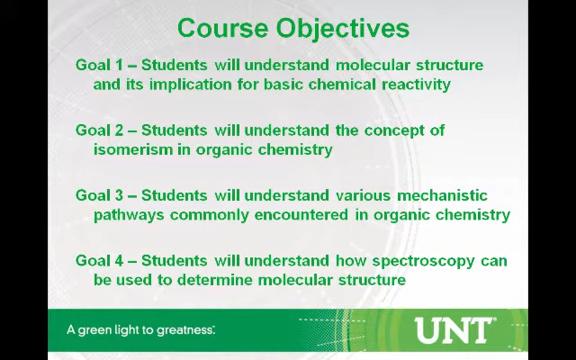 Course Objectives
Goal 1 – Students will understand molecular structure
and its implication for basic chemical reactivity
Goal 2 – Students will understand the concept of
isomerism in organic chemistry
Goal 3 – Students will understand various mechanistic
pathways commonly encountered in organic chemistry
Goal 4 – Students will understand how spectroscopy can
be used to determine molecular structure
A green light to greatness.
UNT